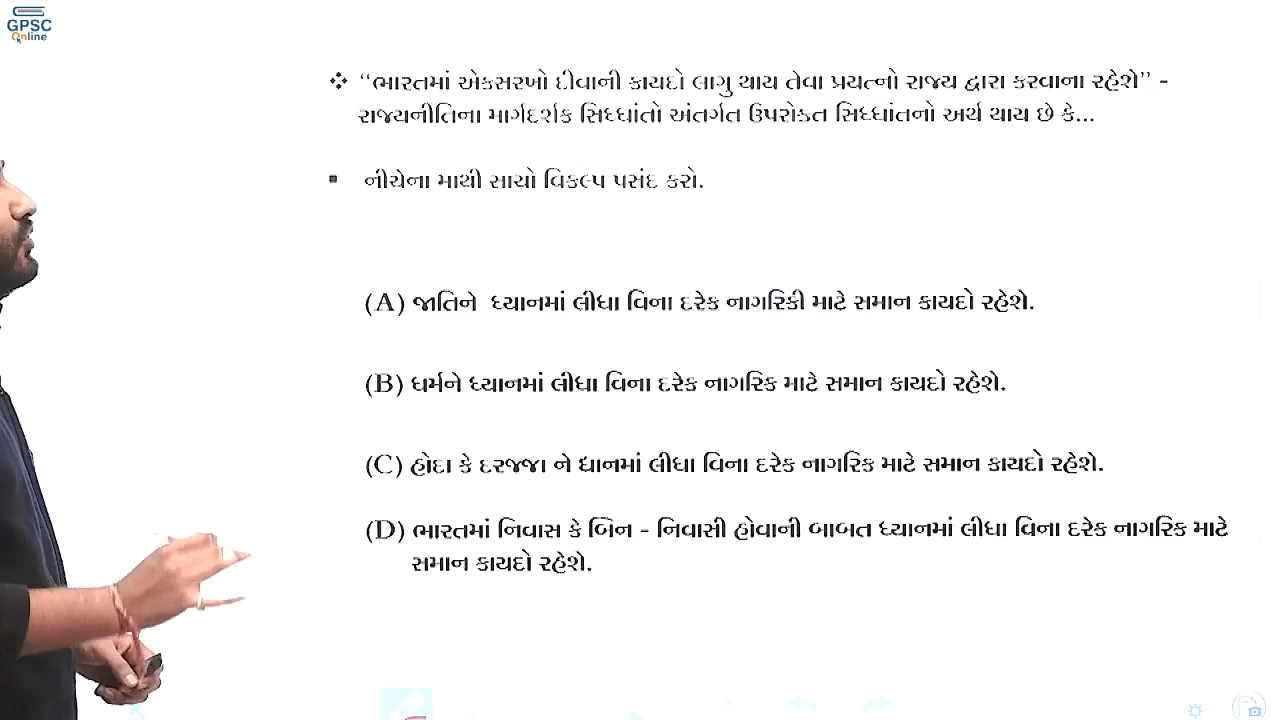 GPSC
Online
❖ “ભારતમાં એકસરખો દીવાની કાયદો લાગુ થાય તેવા પ્રયત્નો રાજ્ય દ્વારા કરવાના રહેશે” -
રાજ્યનીતિના માર્ગદર્શક સિધ્ધાંતો અંતર્ગત ઉપરોક્ત સિધ્ધાંતનો અર્થ થાય છે કે...
▪ નીચેના માથી સાચો વિકલ્પ પસંદ કરો.
(A) જાતિને ધ્યાનમાં લીધા વિના દરેક નાગરિકી માટે સમાન કાયદો રહેશે.
(B) ધર્મને ધ્યાનમાં લીધા વિના દરેક નાગરિક માટે સમાન કાયદો રહેશે.
(C) હોદા કે દરજ્જા ને ધાનમાં લીધા વિના દરેક નાગરિક માટે સમાન કાયદો રહેશે.
(D) ભારતમાં નિવાસ કે બિન - નિવાસી હોવાની બાબત ધ્યાનમાં લીધા વિના દરેક નાગરિક માટે
સમાન કાયદો રહેશે.